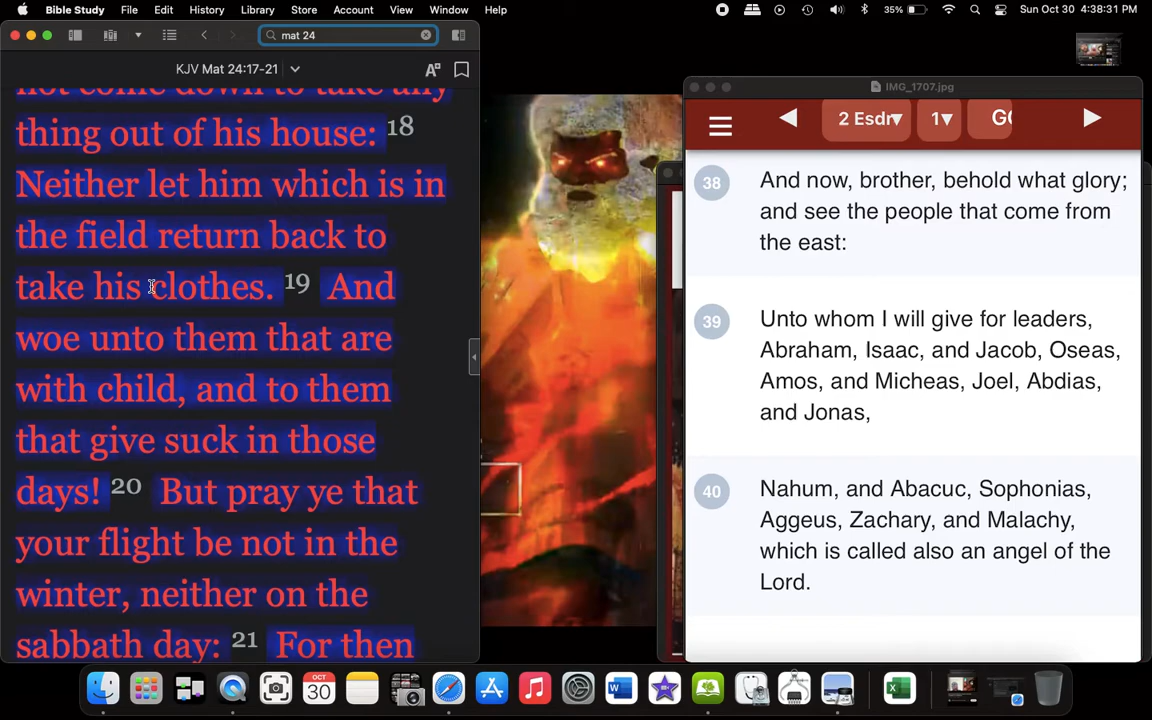 Bible Study File Edit History Library Store Account View Window Help 35% Sun Oct 30 4:38:31 PM
mat 24
KJV Mat 24:17-21
not come down to take any
thing out of his house: 18
Neither let him which is in
the field return back to
take his clothes. 19 And
woe unto them that are
with child, and to them
that give suck in those
days! 20 But pray ye that
your flight be not in the
winter, neither on the
sabbath day: 21 For then
IMG_1707.jpg
2 Esdr▾ 1▾
38 And now, brother, behold what glory;
and see the people that come from
the east:
39 Unto whom I will give for leaders,
Abraham, Isaac, and Jacob, Oseas,
Amos, and Micheas, Joel, Abdias,
and Jonas,
40 Nahum, and Abacuc, Sophonias,
Aggeus, Zachary, and Malachy,
which is called also an angel of the
Lord.
OCT
30